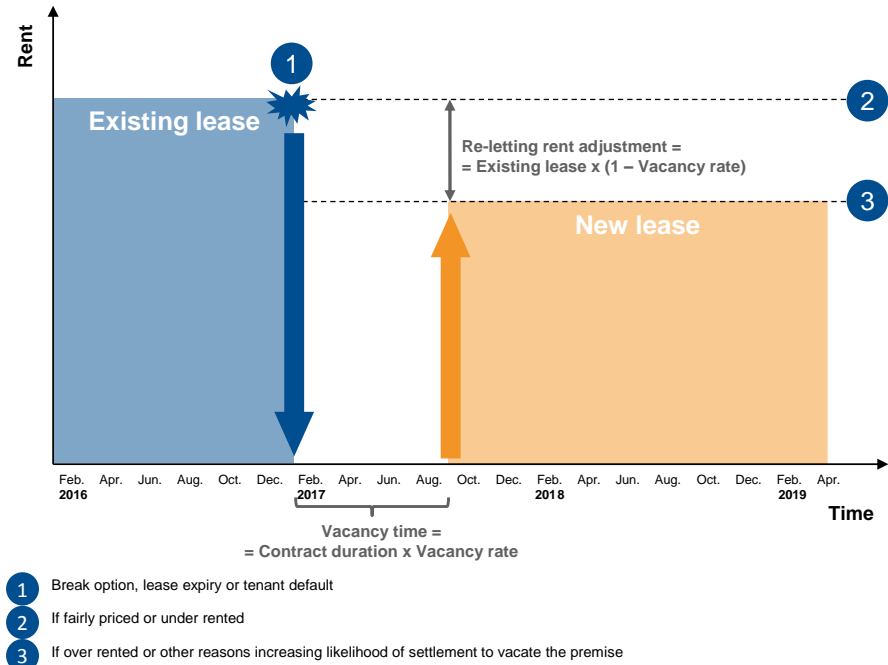 Rent
1
2
Existing lease
Re-letting rent adjustment =
= Existing lease x (1 – Vacancy rate)
3
New lease
Feb. Apr. Jun. Aug. Oct. Dec. Feb. Apr. Jun. Aug. Oct. Dec. Feb. Apr. Jun. Aug. Oct. Dec. Feb. Apr.
2016 2017 2018 2019
Time
Vacancy time =
= Contract duration x Vacancy rate
1 Break option, lease expiry or tenant default
2 If fairly priced or under rented
3 If over rented or other reasons increasing likelihood of settlement to vacate the premise